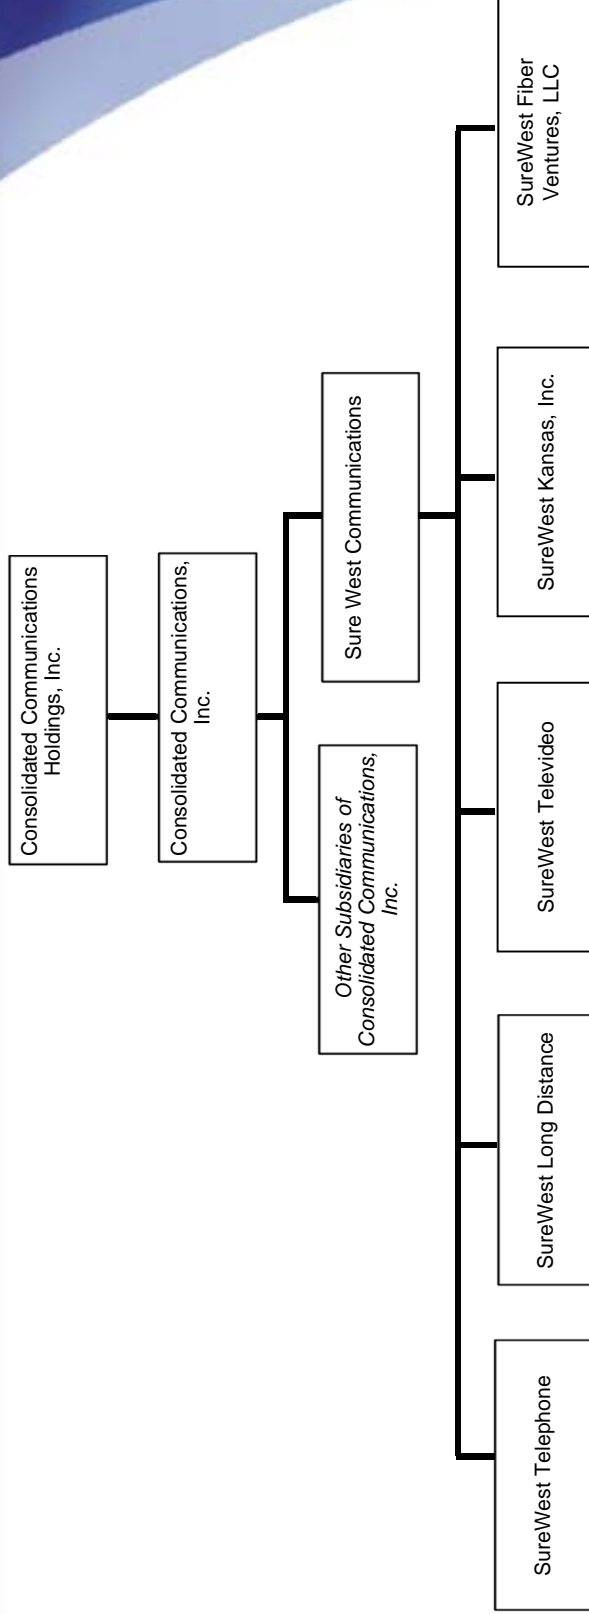 Consolidated Communications
Holdings, Inc.
Consolidated Communications,
Inc.
Other Subsidiaries of
Consolidated Communications,
Inc.
Sure West Communications
SureWest Telephone
SureWest Long Distance
SureWest Televideo
SureWest Kansas, Inc.
SureWest Fiber
Ventures, LLC